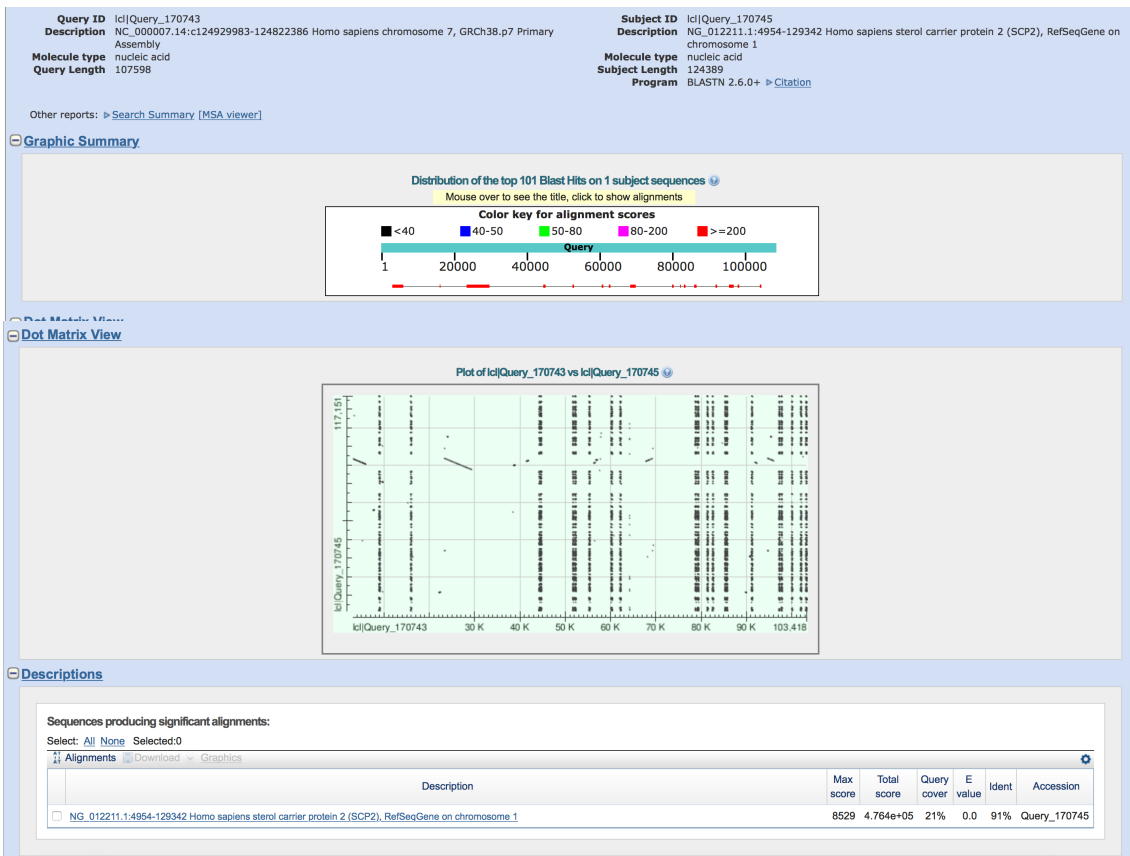 Query ID lcl|Query_170743
Description NC_000007.14:c124929983-124822386 Homo sapiens chromosome 7, GRCh38.p7 Primary
Assembly
Molecule type nucleic acid
Query Length 107598
Subject ID lcl|Query_170745
Description NG_012211.1:4954-129342 Homo sapiens sterol carrier protein 2 (SCP2), RefSeqGene on
chromosome 1
Molecule type nucleic acid
Subject Length 124389
Program BLASTN 2.6.0+ Citation
Other reports: Search Summary [MSA viewer]
Graphic Summary
Distribution of the top 101 Blast Hits on 1 subject sequences
Mouse over to see the title, click to show alignments
Color key for alignment scores
<40 40-50 50-80 80-200 >=200
Query
1 20000 40000 60000 80000 100000
Dot Matrix View
Dot Matrix View
Plot of lcl|Query_170743 vs lcl|Query_170745
117,151
lcl|Query_170745
lcl|Query_170743 30 K 40 K 50 K 60 K 70 K 80 K 90 K 103,418
Descriptions
Sequences producing significant alignments:
Select: All None Selected:0
Alignments Download Graphics
Description Max score Total score Query cover E value Ident Accession
NG_012211.1:4954-129342 Homo sapiens sterol carrier protein 2 (SCP2), RefSeqGene on chromosome 1 8529 4.764e+05 21% 0.0 91% Query_170745